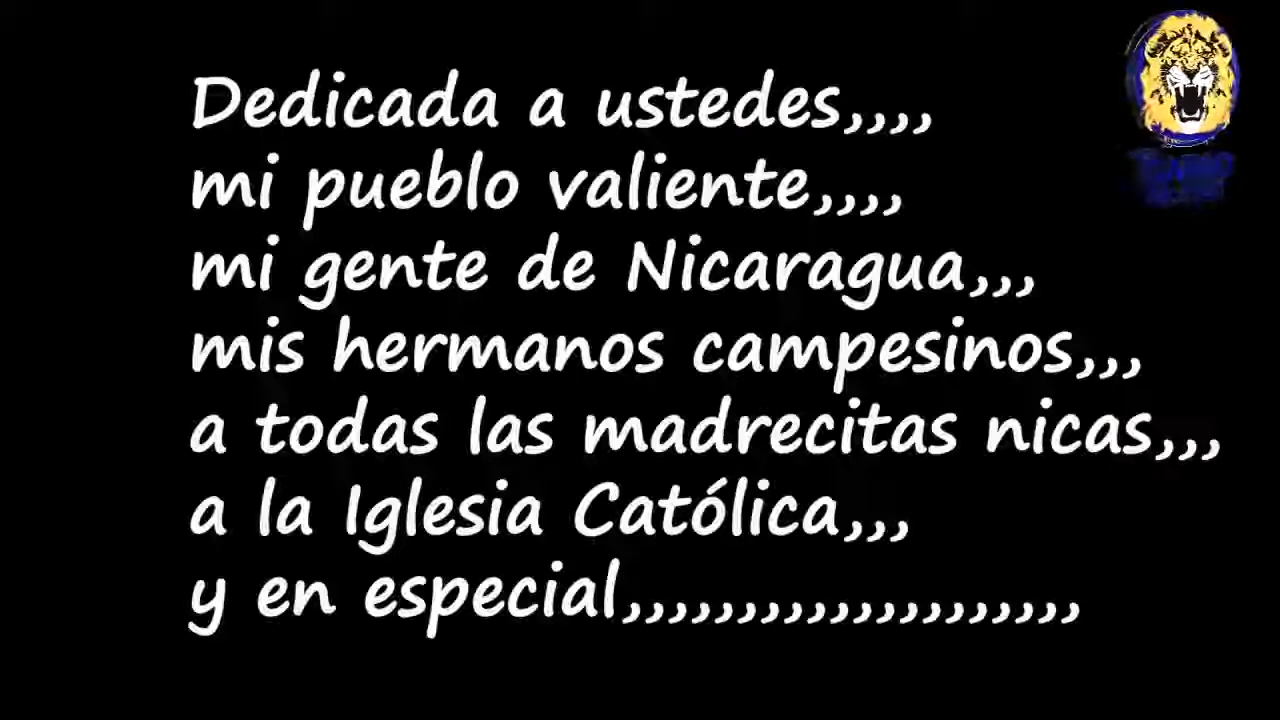 Dedicada a ustedes,,,,
mi pueblo valiente,,,,
mi gente de Nicaragua,,,
mis hermanos campesinos,,,
a todas las madrecitas nicas,,,
a la Iglesia Católica,,,
y en especial,,,,,,,,,,,,,,,,,,,,